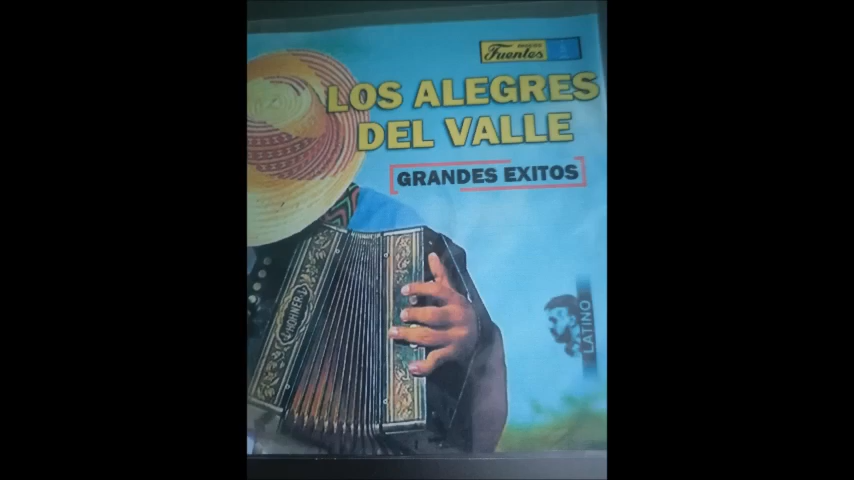 Fuentes
LOS ALEGRES
DEL VALLE
GRANDES EXITOS
HOHNER
LATINO